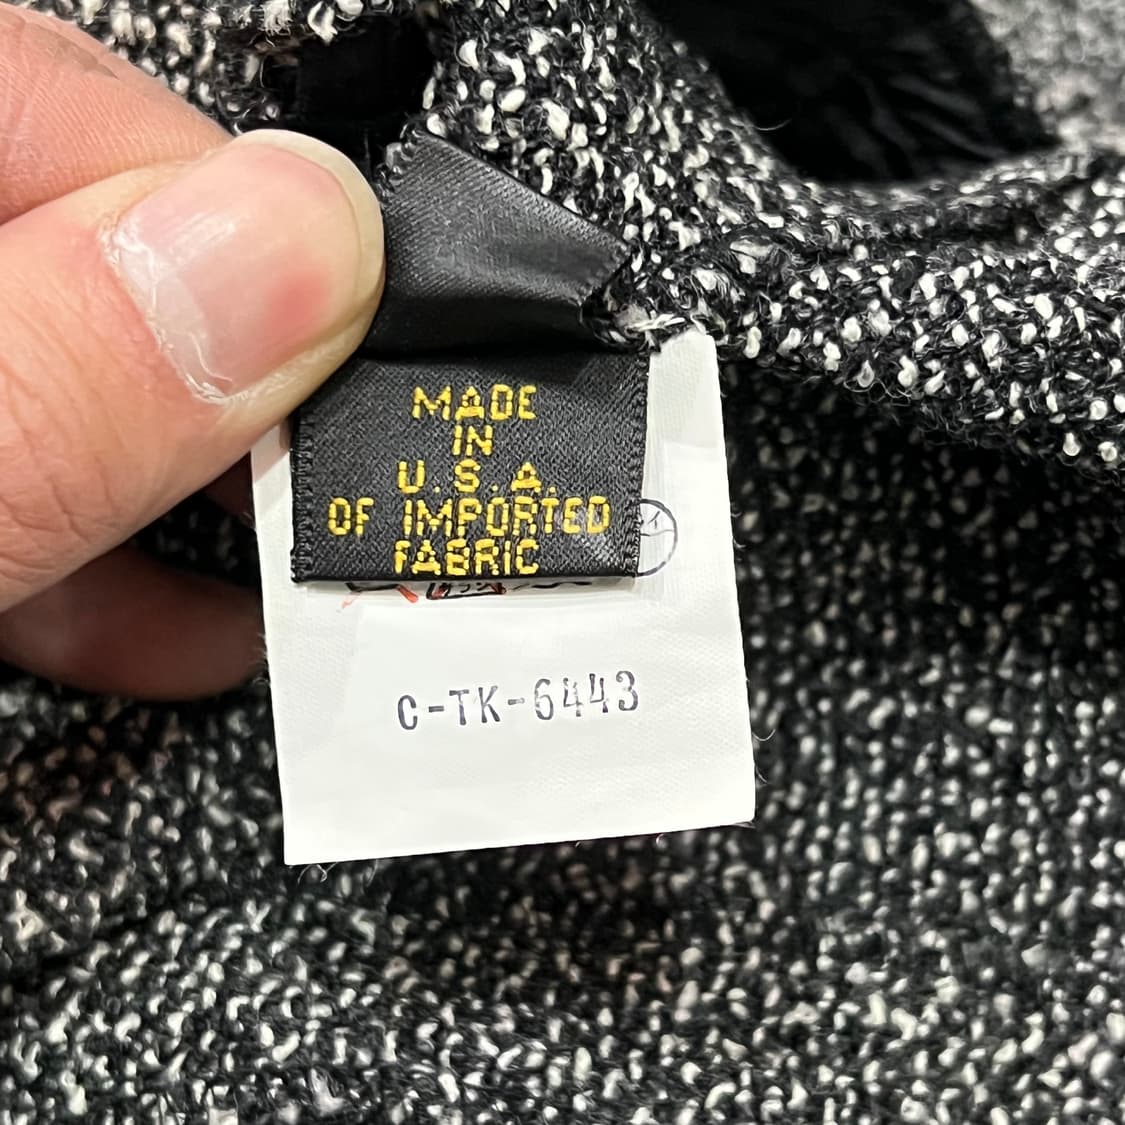 MADE
IN
U.S.A.
OF IMPORTED
FABRIC
C-TK-6443